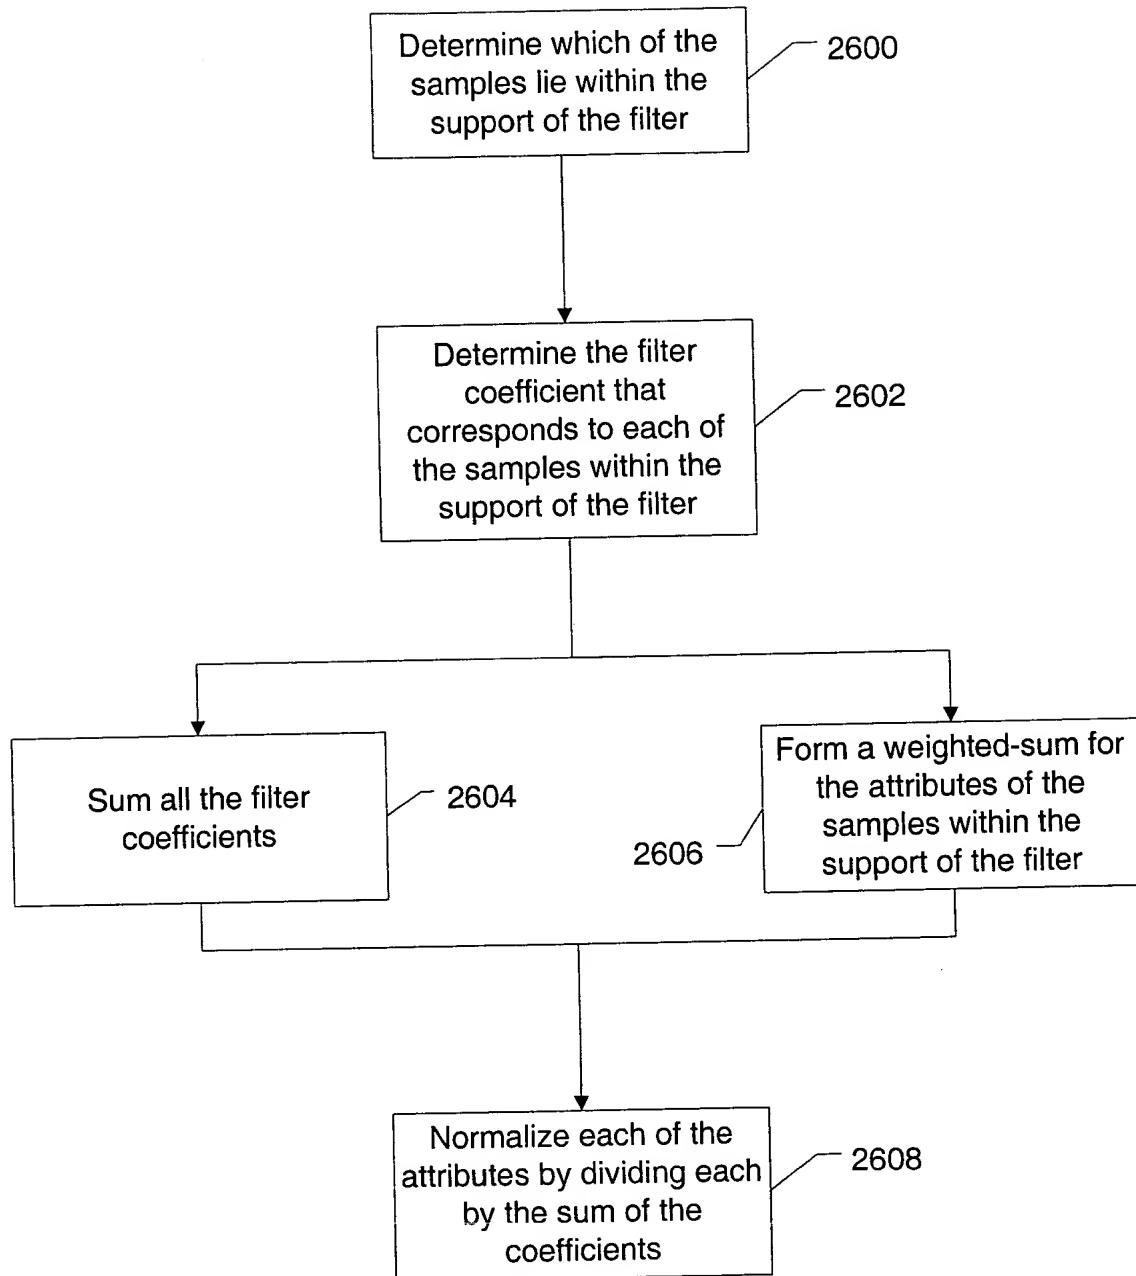 Determine which of the
samples lie within the
support of the filter
2600
Determine the filter
coefficient that
corresponds to each of
the samples within the
support of the filter
2602
Sum all the filter
coefficients
2604
Form a weighted-sum for
the attributes of the
samples within the
support of the filter
2606
Normalize each of the
attributes by dividing each
by the sum of the
coefficients
2608